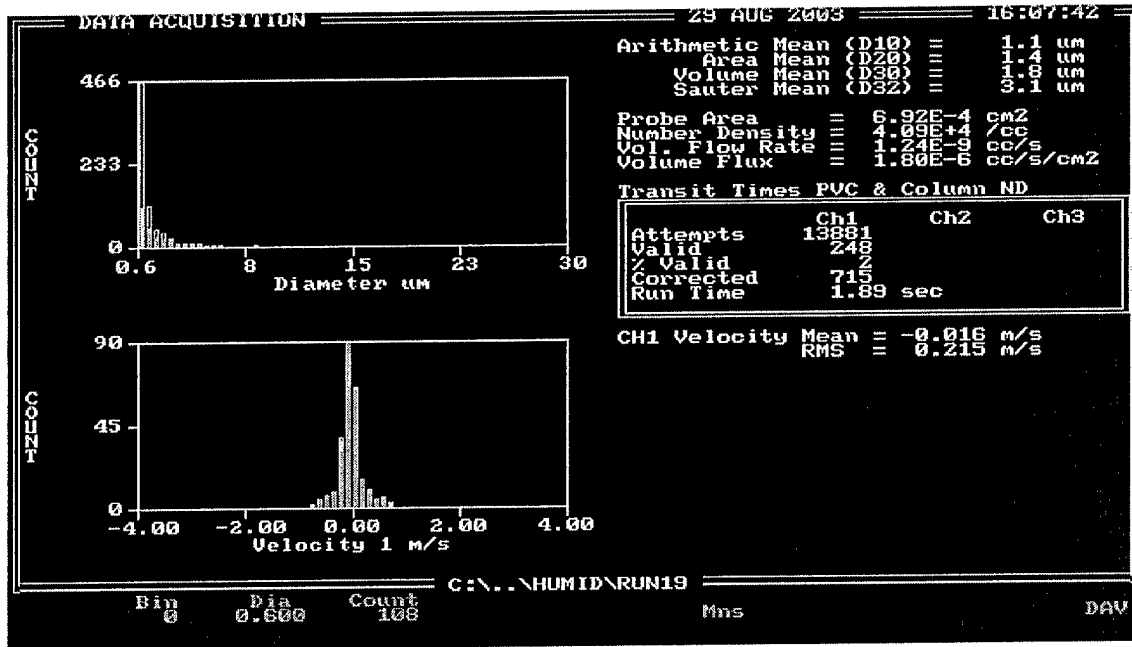 DATA ACQUISITION 29 AUG 2003 16:07:42
Arithmetic Mean (D10) = 1.1 um
Area Mean (D20) = 1.4 um
Volume Mean (D30) = 1.8 um
Sauter Mean (D32) = 3.1 um
Probe Area = 6.92E-4 cm2
Number Density = 4.09E+4 /cc
Vol. Flow Rate = 1.24E-9 cc/s
Volume Flux = 1.80E-6 cc/s/cm2
Transit Times PVC & Column ND
Ch1 Ch2 Ch3
Attempts 13881
Valid 248
% Valid 2
Corrected 715
Run Time 1.89 sec
CH1 Velocity Mean = -0.016 m/s
RMS = 0.215 m/s
COUNT
466
233
0
0.6 8 15 23 30
Diameter um
COUNT
90
45
0
-4.00 -2.00 0.00 2.00 4.00
Velocity 1 m/s
C:\..\HUMID\RUN19
Bin Dia Count
0 0.600 108
Mns DAV